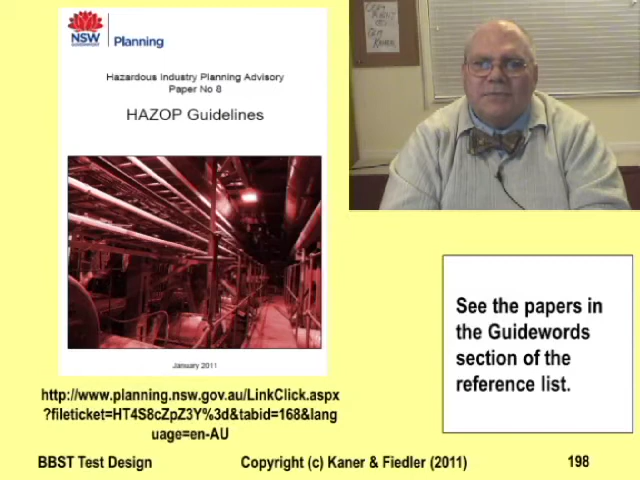 NSW
Planning
Hazardous Industry Planning Advisory
Paper No 8
HAZOP Guidelines
January 2011
http://www.planning.nsw.gov.au/LinkClick.aspx
?fileticket=HT4S8cZpZ3Y%3d&tabid=168&lang
uage=en-AU
See the papers in
the Guidewords
section of the
reference list.
BBST Test Design
Copyright (c) Kaner & Fiedler (2011)
198